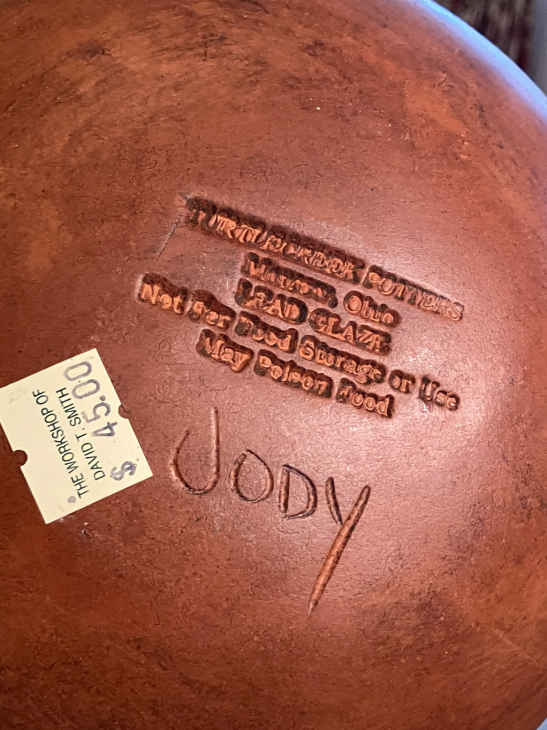 TURTLECREEK POTTERS
Morrow, Ohio
LEAD GLAZE
Not For Food Storage or Use
May Poison Food
JODY
THE WORKSHOP OF
DAVID T. SMITH
$ 45.00